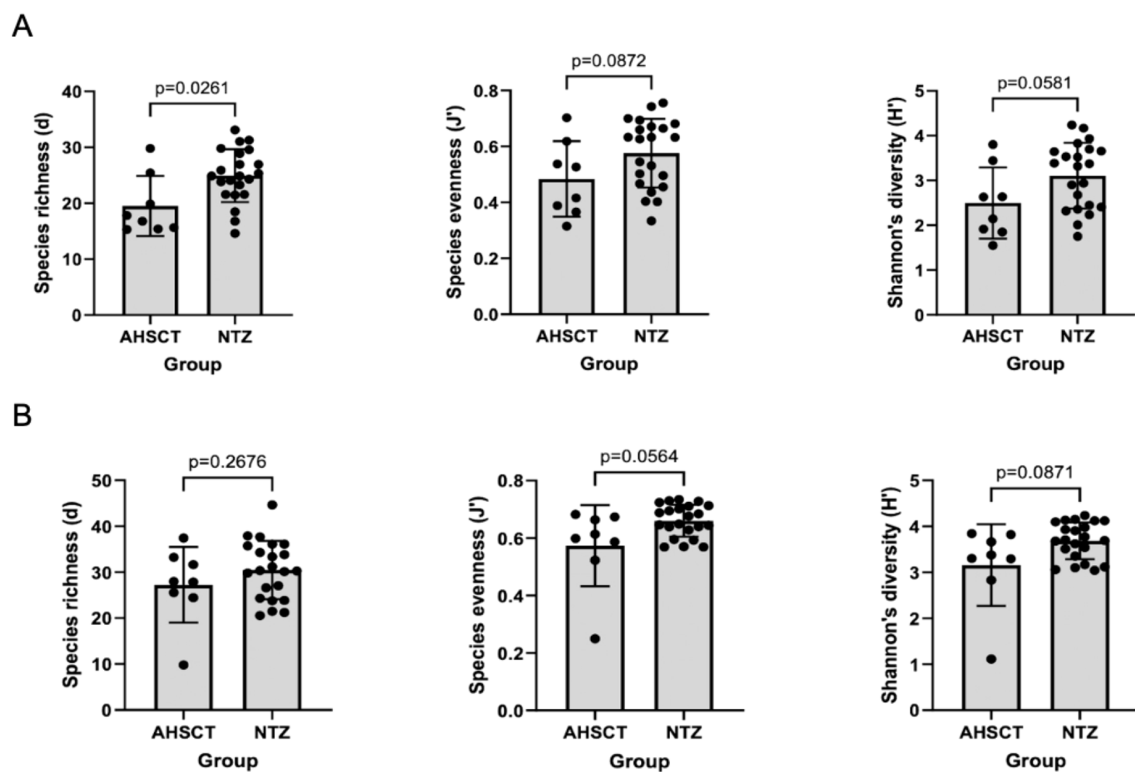 A
p=0.0261
Species richness (d)
40
30
20
10
0
AHSCT NTZ
Group
p=0.0872
Species evenness (J')
0.8
0.6
0.4
0.2
0.0
AHSCT NTZ
Group
p=0.0581
Shannon's diversity (H')
5
4
3
2
1
0
AHSCT NTZ
Group
B
p=0.2676
Species richness (d)
50
40
30
20
10
0
AHSCT NTZ
Group
p=0.0564
Species evenness (J')
0.8
0.6
0.4
0.2
0.0
AHSCT NTZ
Group
p=0.0871
Shannon's diversity (H')
5
4
3
2
1
0
AHSCT NTZ
Group